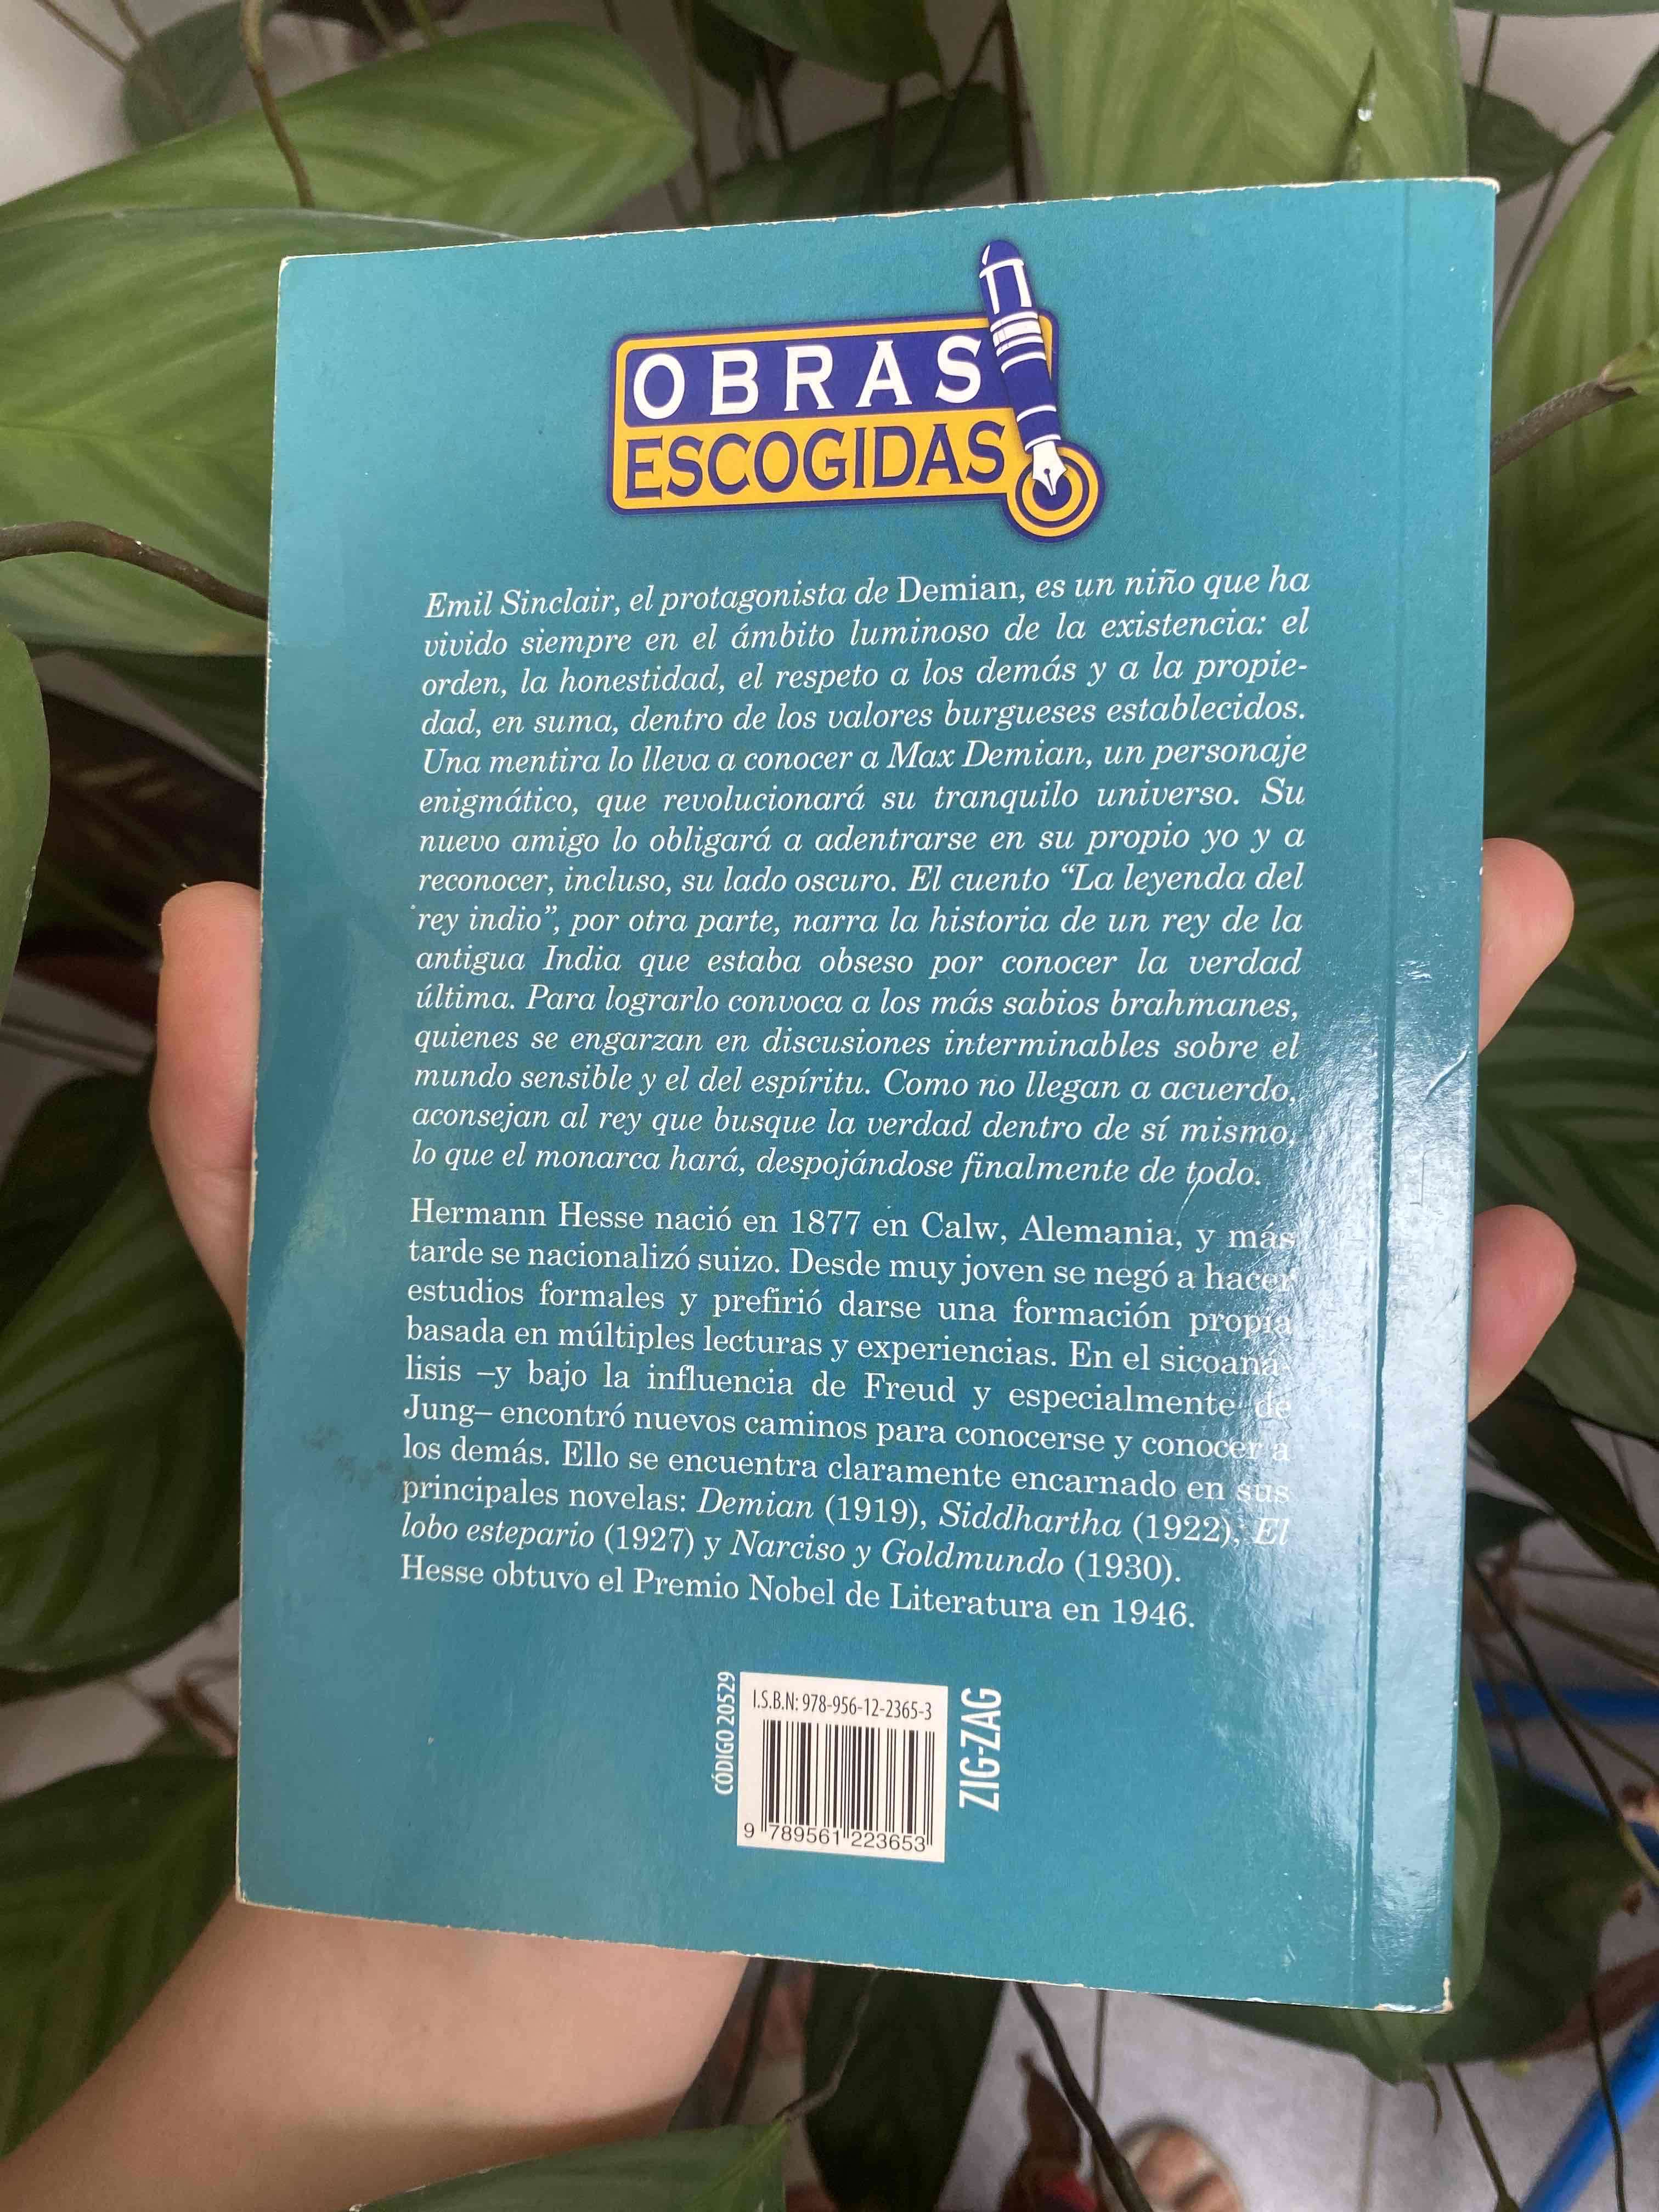 OBRAS
ESCOGIDAS
Emil Sinclair, el protagonista de Demian, es un niño que ha
vivido siempre en el ámbito luminoso de la existencia: el
orden, la honestidad, el respeto a los demás y a la propie-
dad, en suma, dentro de los valores burgueses establecidos.
Una mentira lo lleva a conocer a Max Demian, un personaje
enigmático, que revolucionará su tranquilo universo. Su
nuevo amigo lo obligará a adentrarse en su propio yo y a
reconocer, incluso, su lado oscuro. El cuento “La leyenda del
rey indio”, por otra parte, narra la historia de un rey de la
antigua India que estaba obseso por conocer la verdad
última. Para lograrlo convoca a los más sabios brahmanes,
quienes se engarzan en discusiones interminables sobre el
mundo sensible y el del espíritu. Como no llegan a acuerdo,
aconsejan al rey que busque la verdad dentro de sí mismo,
lo que el monarca hará, despojándose finalmente de todo.
Hermann Hesse nació en 1877 en Calw, Alemania, y más
tarde se nacionalizó suizo. Desde muy joven se negó a hacer
estudios formales y prefirió darse una formación propia
basada en múltiples lecturas y experiencias. En el sicoaná-
lisis –y bajo la influencia de Freud y especialmente de
Jung– encontró nuevos caminos para conocerse y conocer a
los demás. Ello se encuentra claramente encarnado en sus
principales novelas: Demian (1919), Siddhartha (1922), El
lobo estepario (1927) y Narciso y Goldmundo (1930).
Hesse obtuvo el Premio Nobel de Literatura en 1946.
CÓDIGO 20529
I.S.B.N: 978-956-12-2365-3
9 789561 223653
ZIG-ZAG